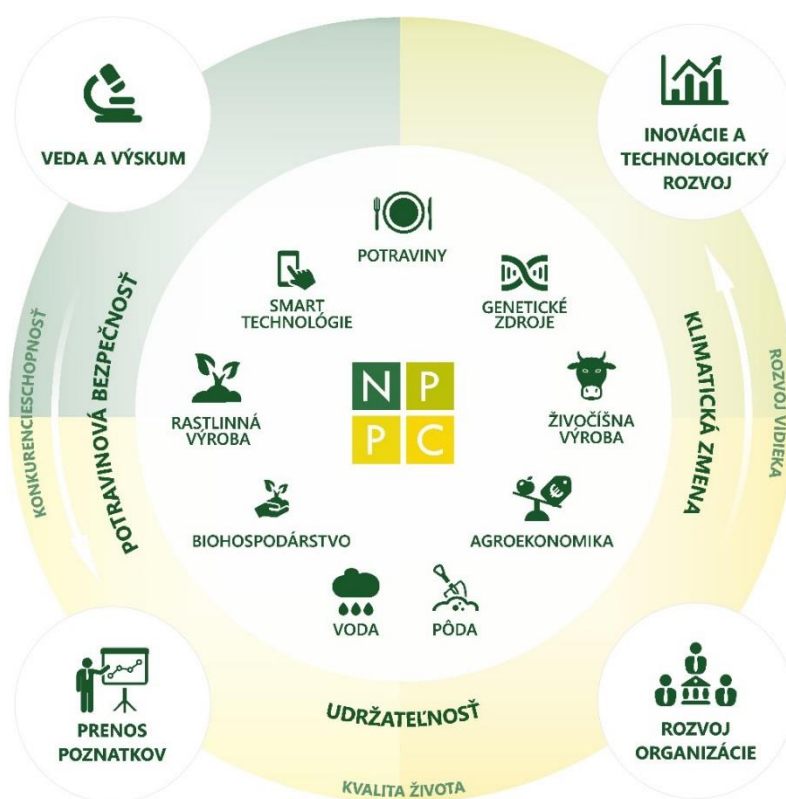 VEDA A VÝSKUM
INOVÁCIE A
TECHNOLOGICKÝ
ROZVOJ
POTRAVINY
SMART
TECHNOLÓGIE
GENETICKÉ
ZDROJE
KONKURENCIESCHOPNOSŤ
POTRAVINOVÁ BEZPEČNOSŤ
RASTLINNÁ
VÝROBA
N P
P C
ŽIVOČÍŠNA
VÝROBA
KLIMATICKÁ ZMENA
ROZVOJ VIDIEKA
BIOHOSPODÁRSTVO
AGROEKONOMIKA
€
VODA
PÔDA
PRENOS
POZNATKOV
UDRŽATEĽNOSŤ
ROZVOJ
ORGANIZÁCIE
KVALITA ŽIVOTA